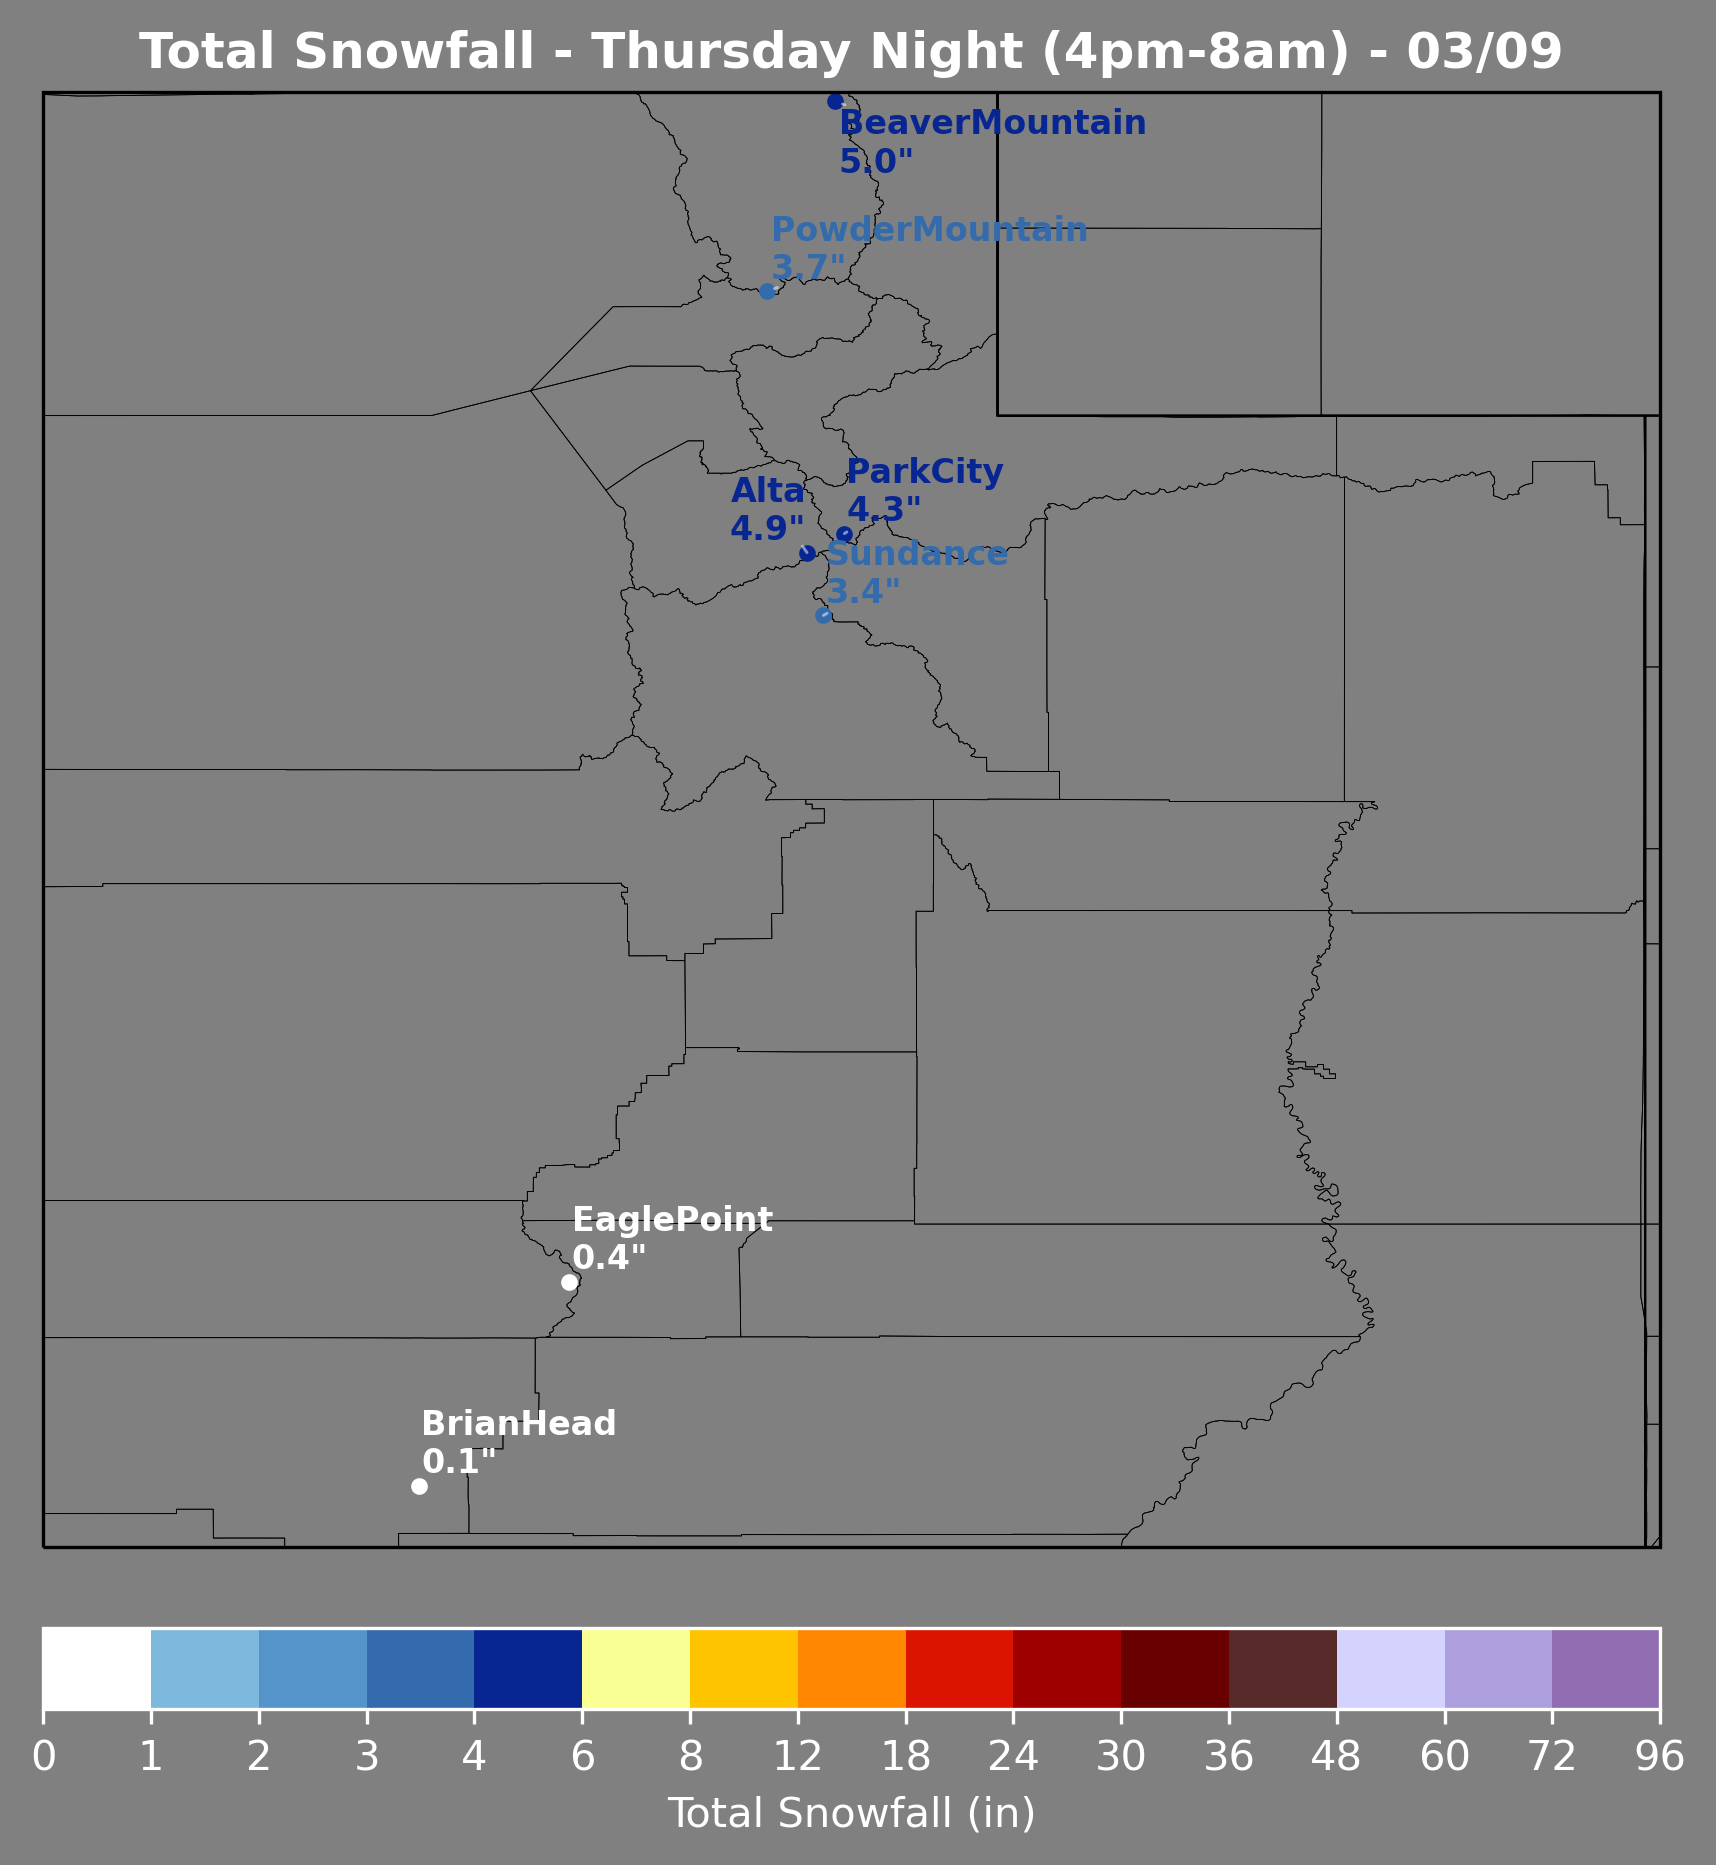 Total Snowfall - Thursday Night (4pm-8am) - 03/09
BeaverMountain
5.0"
PowderMountain
3.7"
ParkCity
4.3"
Alta
4.9"
Sundance
3.4"
EaglePoint
0.4"
BrianHead
0.1"
0 1 2 3 4 6 8 12 18 24 30 36 48 60 72 96
Total Snowfall (in)